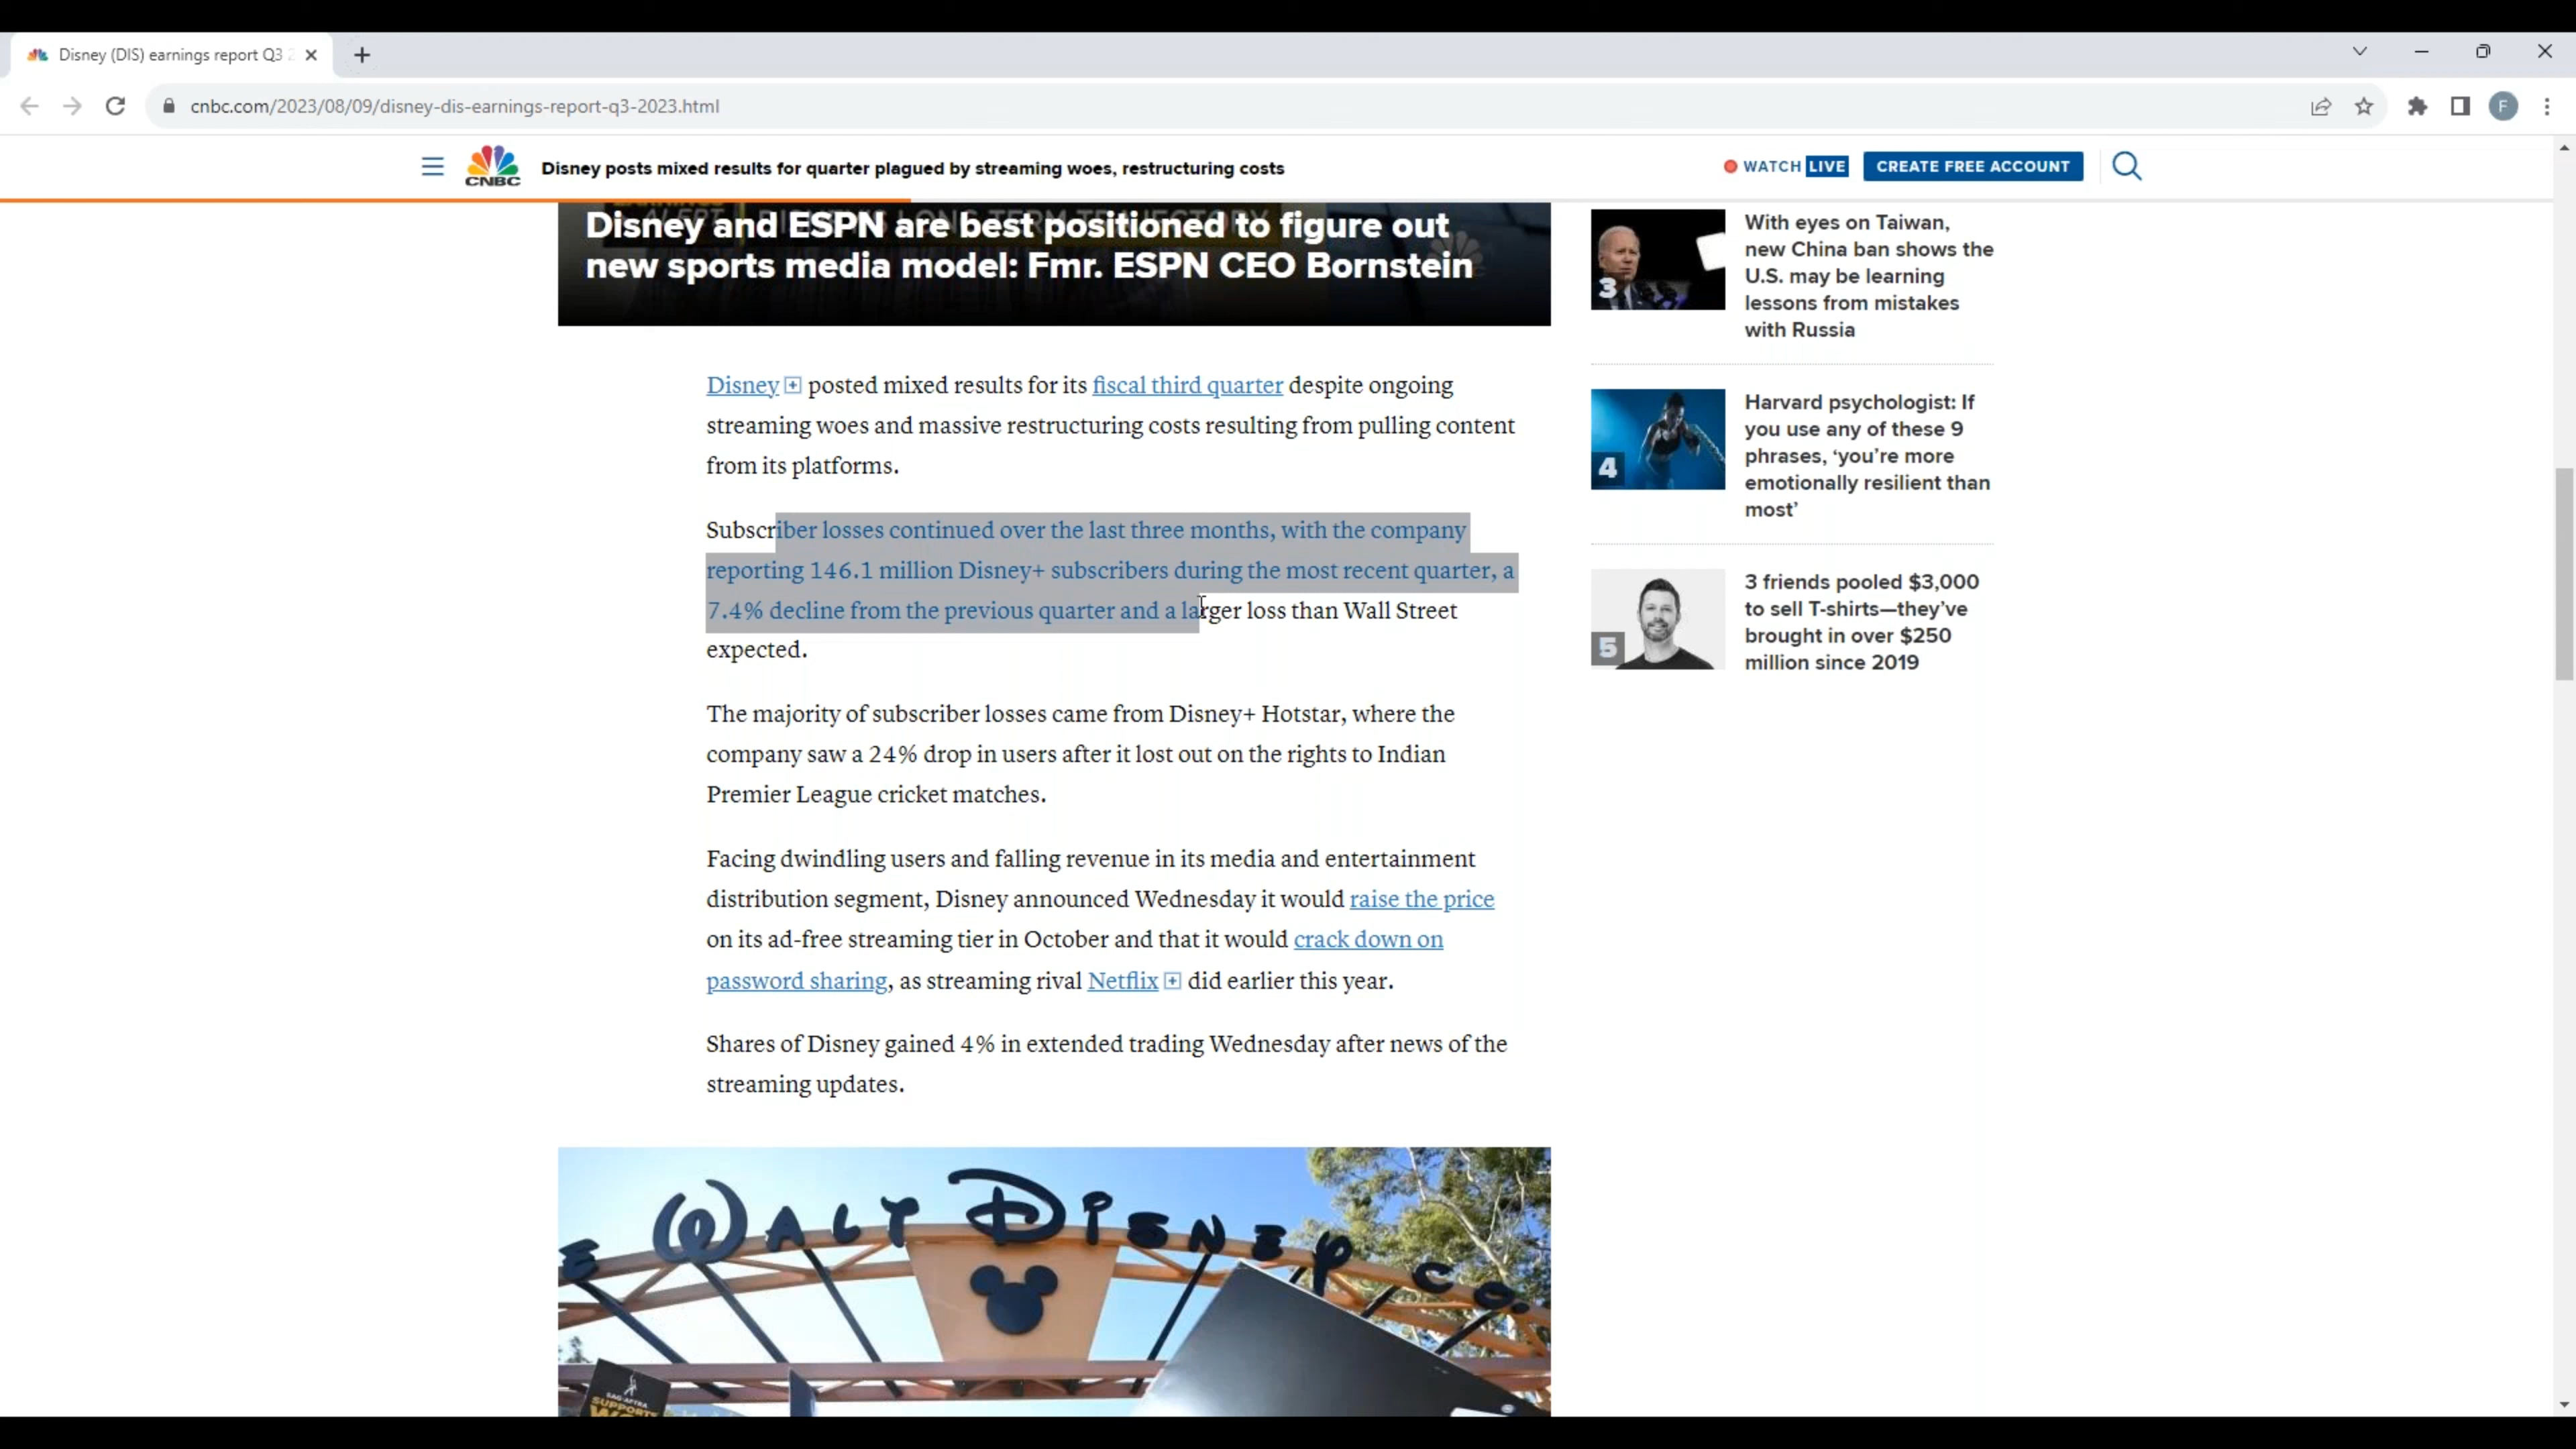 Disney (DIS) earnings report Q3 2
cnbc.com/2023/08/09/disney-dis-earnings-report-q3-2023.html
F
CNBC
Disney posts mixed results for quarter plagued by streaming woes, restructuring costs
WATCH LIVE
CREATE FREE ACCOUNT
Disney and ESPN are best positioned to figure out
new sports media model: Fmr. ESPN CEO Bornstein
Disney posted mixed results for its fiscal third quarter despite ongoing
streaming woes and massive restructuring costs resulting from pulling content
from its platforms.
Subscriber losses continued over the last three months, with the company
reporting 146.1 million Disney+ subscribers during the most recent quarter, a
7.4% decline from the previous quarter and a larger loss than Wall Street
expected.
The majority of subscriber losses came from Disney+ Hotstar, where the
company saw a 24% drop in users after it lost out on the rights to Indian
Premier League cricket matches.
Facing dwindling users and falling revenue in its media and entertainment
distribution segment, Disney announced Wednesday it would raise the price
on its ad-free streaming tier in October and that it would crack down on
password sharing, as streaming rival Netflix did earlier this year.
Shares of Disney gained 4% in extended trading Wednesday after news of the
streaming updates.
E WALT DISNEY CO.
SAG-AFTRA
SUPPORTS
3
With eyes on Taiwan,
new China ban shows the
U.S. may be learning
lessons from mistakes
with Russia
4
Harvard psychologist: If
you use any of these 9
phrases, ‘you’re more
emotionally resilient than
most’
5
3 friends pooled $3,000
to sell T-shirts—they’ve
brought in over $250
million since 2019